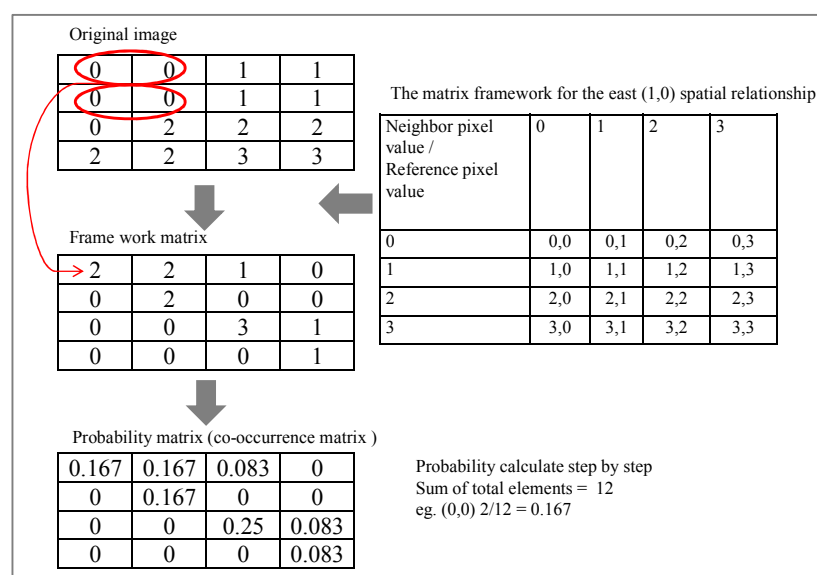 Original image
0 0 1 1
0 0 1 1
0 2 2 2
2 2 3 3
The matrix framework for the east (1,0) spatial relationship
Neighbor pixel 0 1 2 3
value /
Reference pixel
value
0 0,0 0,1 0,2 0,3
1 1,0 1,1 1,2 1,3
2 2,0 2,1 2,2 2,3
3 3,0 3,1 3,2 3,3
Frame work matrix
2 2 1 0
0 2 0 0
0 0 3 1
0 0 0 1
Probability matrix (co-occurrence matrix )
0.167 0.167 0.083 0
0 0.167 0 0
0 0 0.25 0.083
0 0 0 0.083
Probability calculate step by step
Sum of total elements = 12
eg. (0,0) 2/12 = 0.167